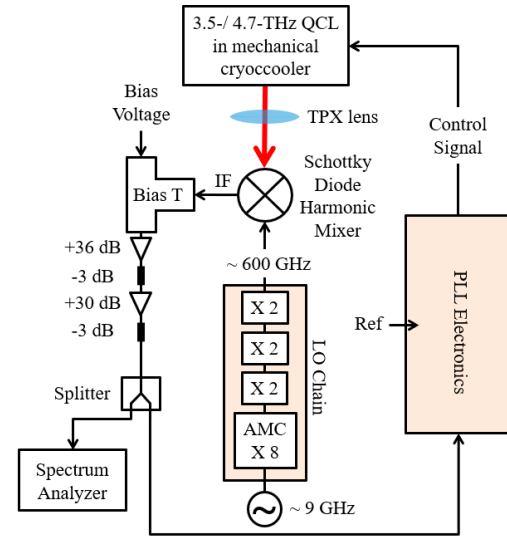 3.5-/ 4.7-THz QCL
in mechanical
cryoccooler
Bias
Voltage
TPX lens
Control
Signal
Schottky
Diode
Harmonic
Mixer
IF
Bias T
+36 dB
-3 dB
+30 dB
-3 dB
~ 600 GHz
X 2
X 2
X 2
AMC
X 8
LO Chain
Ref
PLL Electronics
Splitter
Spectrum
Analyzer
~ 9 GHz